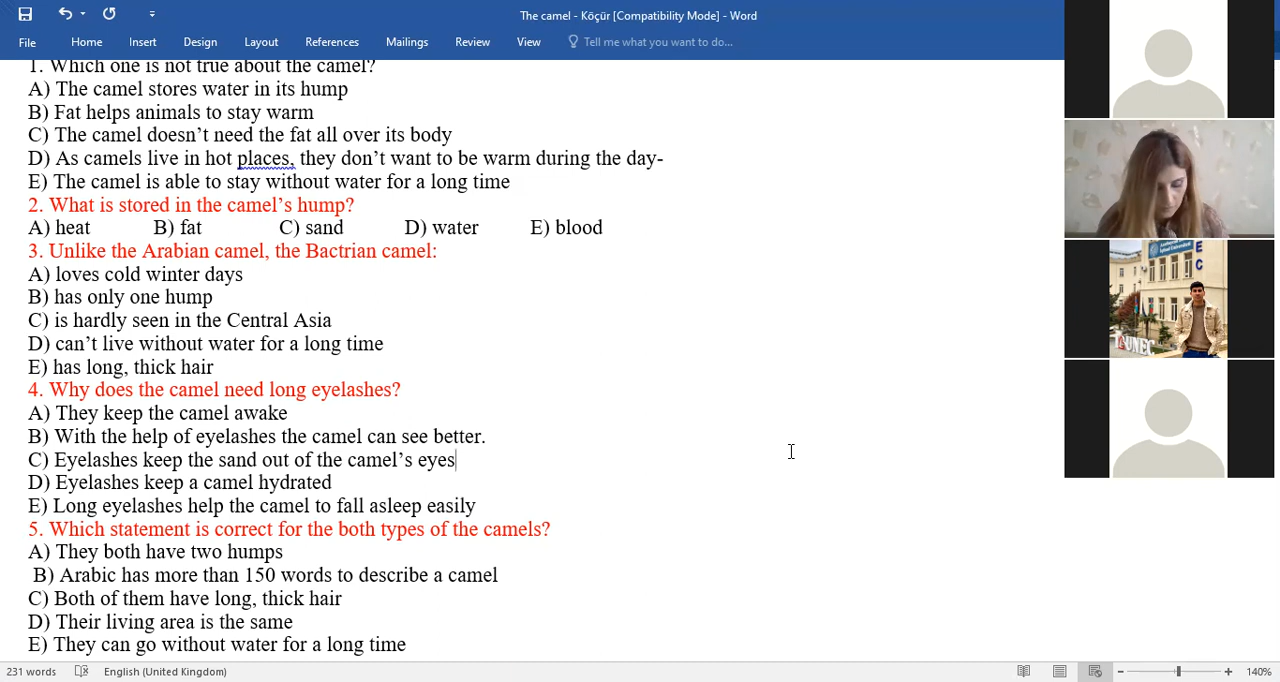 The camel - Köçür [Compatibility Mode] - Word
File Home Insert Design Layout References Mailings Review View Tell me what you want to do...
1. Which one is not true about the camel?
A) The camel stores water in its hump
B) Fat helps animals to stay warm
C) The camel doesn’t need the fat all over its body
D) As camels live in hot places, they don’t want to be warm during the day-
E) The camel is able to stay without water for a long time
2. What is stored in the camel’s hump?
A) heat B) fat C) sand D) water E) blood
3. Unlike the Arabian camel, the Bactrian camel:
A) loves cold winter days
B) has only one hump
C) is hardly seen in the Central Asia
D) can’t live without water for a long time
E) has long, thick hair
4. Why does the camel need long eyelashes?
A) They keep the camel awake
B) With the help of eyelashes the camel can see better.
C) Eyelashes keep the sand out of the camel’s eyes
D) Eyelashes keep a camel hydrated
E) Long eyelashes help the camel to fall asleep easily
5. Which statement is correct for the both types of the camels?
A) They both have two humps
B) Arabic has more than 150 words to describe a camel
C) Both of them have long, thick hair
D) Their living area is the same
E) They can go without water for a long time
231 words English (United Kingdom) 140%
UNEC